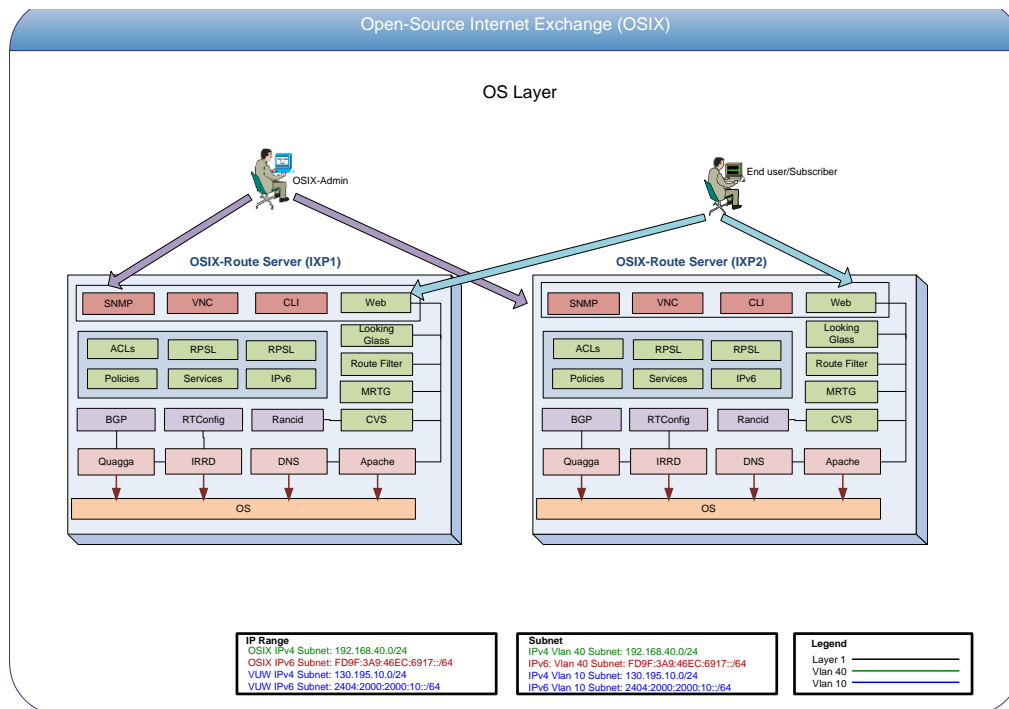 Open-Source Internet Exchange (OSIX)
OS Layer
OSIX-Admin
End user/Subscriber
OSIX-Route Server (IXP1)
SNMP
VNC
CLI
Web
Looking Glass
ACLs
RPSL
RPSL
Route Filter
Policies
Services
IPv6
MRTG
BGP
RTConfig
Rancid
CVS
Quagga
IRRD
DNS
Apache
OS
OSIX-Route Server (IXP2)
SNMP
VNC
CLI
Web
Looking Glass
ACLs
RPSL
RPSL
Route Filter
Policies
Services
IPv6
MRTG
BGP
RTConfig
Rancid
CVS
Quagga
IRRD
DNS
Apache
OS
IP Range
OSIX IPv4 Subnet: 192.168.40.0/24
OSIX IPv6 Subnet: FD9F:3A9:46EC:6917::/64
VUW IPv4 Subnet: 130.195.10.0/24
VUW IPv6 Subnet: 2404:2000:2000:10::/64
Subnet
IPv4 Vlan 40 Subnet: 192.168.40.0/24
IPv6: Vlan 40 Subnet: FD9F:3A9:46EC:6917::/64
IPv4 Vlan 10 Subnet: 130.195.10.0/24
IPv6 Vlan 10 Subnet: 2404:2000:2000:10::/64
Legend
Layer 1
Vlan 40
Vlan 10